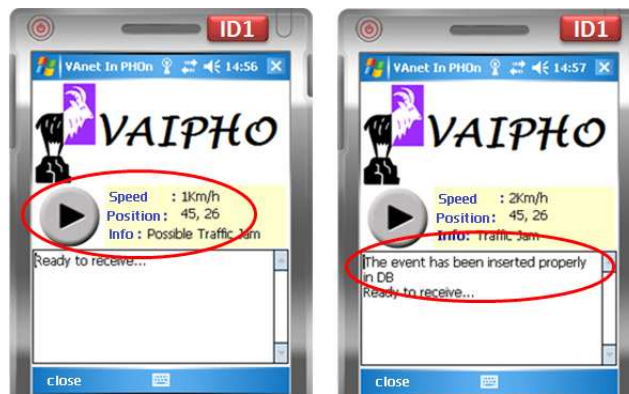 ID1
VAnet In PHOn 14:56
VAIPHO
Speed : 1Km/h
Position : 45, 26
Info : Possible Traffic Jam
Ready to receive...
close
ID1
VAnet In PHOn 14:57
VAIPHO
Speed : 2Km/h
Position : 45, 26
Info: Traffic Jam
The event has been inserted properly
in DB
Ready to receive...
close